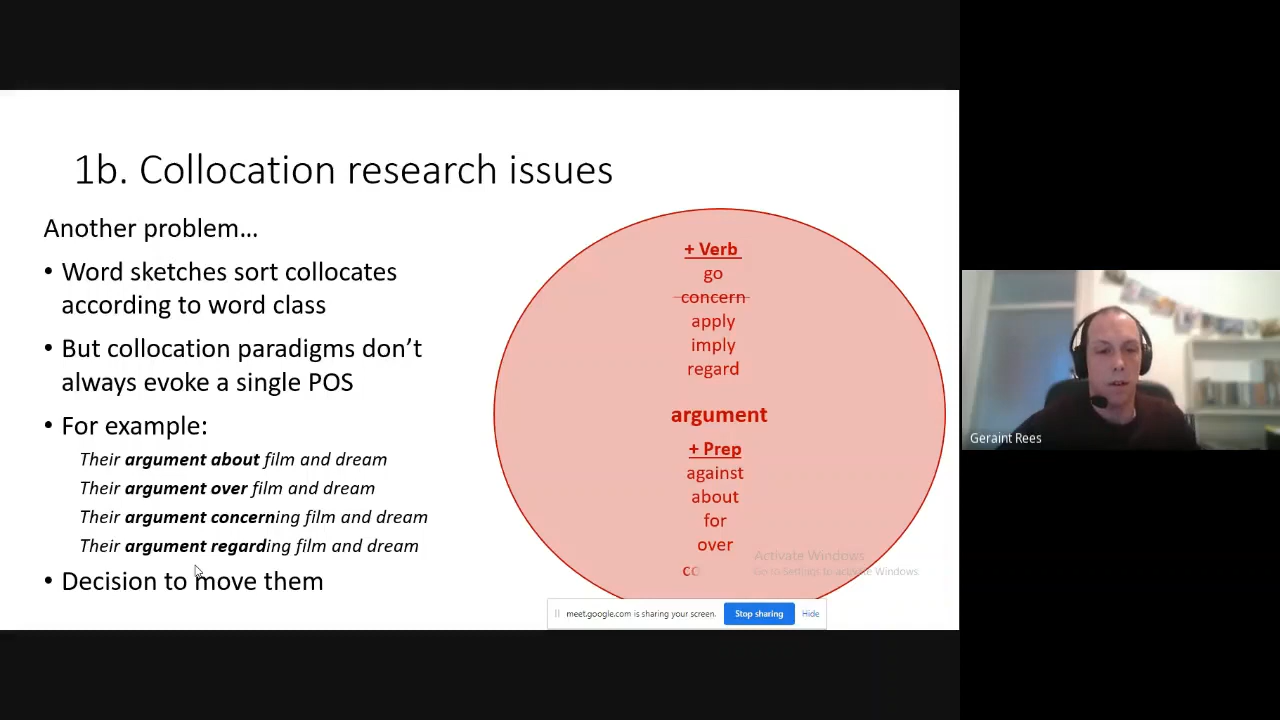 1b. Collocation research issues
Another problem…
• Word sketches sort collocates
according to word class
• But collocation paradigms don’t
always evoke a single POS
• For example:
Their argument about film and dream
Their argument over film and dream
Their argument concerning film and dream
Their argument regarding film and dream
• Decision to move them
+ Verb
go
concern
apply
imply
regard
argument
+ Prep
against
about
for
over
co
Activate Windows
Go to Settings to activate Windows.
meet.google.com is sharing your screen.
Stop sharing
Hide
Geraint Rees